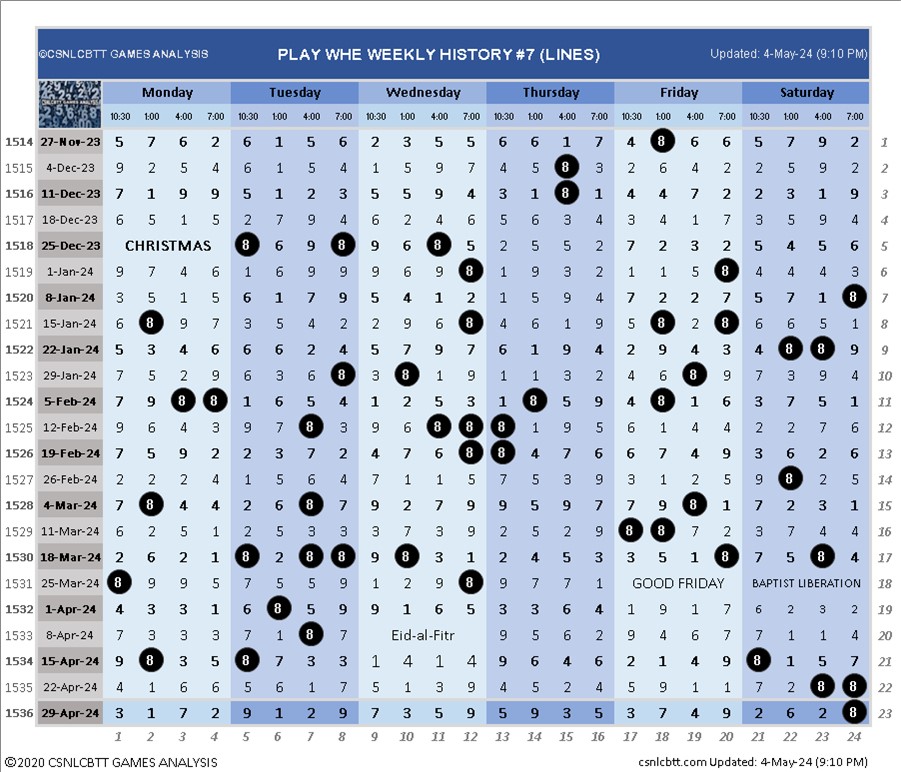 ©CSNLCBTT GAMES ANALYSIS PLAY WHE WEEKLY HISTORY #7 (LINES) Updated: 4-May-24 (9:10 PM)
CSNLCBTT GAMES ANALYSIS
Monday Tuesday Wednesday Thursday Friday Saturday
10:30 1:00 4:00 7:00 10:30 1:00 4:00 7:00 10:30 1:00 4:00 7:00 10:30 1:00 4:00 7:00 10:30 1:00 4:00 7:00 10:30 1:00 4:00 7:00
1514 27-Nov-23 5 7 6 2 6 1 5 6 2 3 5 5 6 6 1 7 4 8 6 6 5 7 9 2 1
1515 4-Dec-23 9 2 5 4 6 5 2 4 1 5 9 7 5 4 8 3 2 6 4 2 2 5 9 2 2
1516 11-Dec-23 7 1 9 9 5 1 2 3 5 5 9 4 3 1 8 1 4 4 7 2 2 3 1 9 3
1517 18-Dec-23 6 5 1 5 2 7 9 4 6 2 4 6 5 6 3 4 3 4 1 7 3 5 9 4 4
1518 25-Dec-23 CHRISTMAS 8 6 9 8 9 6 8 5 2 5 5 2 7 2 3 2 5 4 5 6 5
1519 1-Jan-24 9 7 4 6 1 6 9 9 9 6 9 8 1 9 3 2 1 1 5 8 4 4 4 3 6
1520 8-Jan-24 3 5 1 5 6 1 7 9 5 4 1 2 1 5 9 4 7 2 2 7 5 7 1 8 7
1521 15-Jan-24 6 8 9 7 3 5 4 2 2 9 6 8 4 6 1 9 5 8 2 8 6 6 5 1 8
1522 22-Jan-24 5 3 4 6 6 6 2 4 5 7 9 7 6 1 9 4 2 9 4 3 4 8 8 9 9
1523 29-Jan-24 7 5 2 9 6 3 6 8 3 8 1 9 1 1 3 2 4 6 8 9 7 3 9 4 10
1524 5-Feb-24 7 9 8 8 1 6 5 4 1 2 5 3 1 8 5 9 4 8 1 6 3 7 5 1 11
1525 12-Feb-24 9 6 4 3 9 7 8 3 9 6 8 8 8 1 9 5 6 1 4 4 2 2 7 6 12
1526 19-Feb-24 7 5 9 2 2 3 7 2 4 7 6 8 8 4 7 6 6 7 4 9 3 6 2 6 13
1527 26-Feb-24 2 2 2 4 1 5 6 4 7 1 1 5 7 9 3 5 3 1 2 5 9 8 2 5 14
1528 4-Mar-24 7 8 4 4 2 6 8 7 9 2 7 9 9 5 9 7 7 9 8 1 7 2 3 1 15
1529 11-Mar-24 6 2 5 1 2 5 3 3 3 7 3 9 2 5 2 9 8 8 7 2 3 7 4 4 16
1530 18-Mar-24 2 6 2 1 8 2 8 8 9 8 3 1 2 4 5 3 3 5 1 8 7 5 8 4 17
1531 25-Mar-24 8 9 9 5 7 5 5 9 1 2 9 8 9 7 7 1 GOOD FRIDAY BAPTIST LIBERATION 18
1532 1-Apr-24 4 3 3 1 6 8 5 9 9 1 6 5 3 3 6 4 1 9 1 7 6 2 3 2 19
1533 8-Apr-24 7 3 3 3 7 1 8 7 Eid-al-Fitr 9 5 6 2 9 4 6 7 7 1 1 4 20
1534 15-Apr-24 9 8 3 5 8 7 3 3 1 4 1 4 9 6 4 6 2 1 4 9 8 1 5 7 21
1535 22-Apr-24 4 1 6 6 5 6 1 7 5 1 3 9 4 5 2 4 5 9 1 1 7 2 8 8 22
1536 29-Apr-24 3 1 7 2 9 1 2 9 7 3 5 9 5 9 3 5 3 7 4 9 2 6 2 8 23
1 2 3 4 5 6 7 8 9 10 11 12 13 14 15 16 17 18 19 20 21 22 23 24
©2020 CSNLCBTT GAMES ANALYSIS csnlcbtt.com Updated: 4-May-24 (9:10 PM)